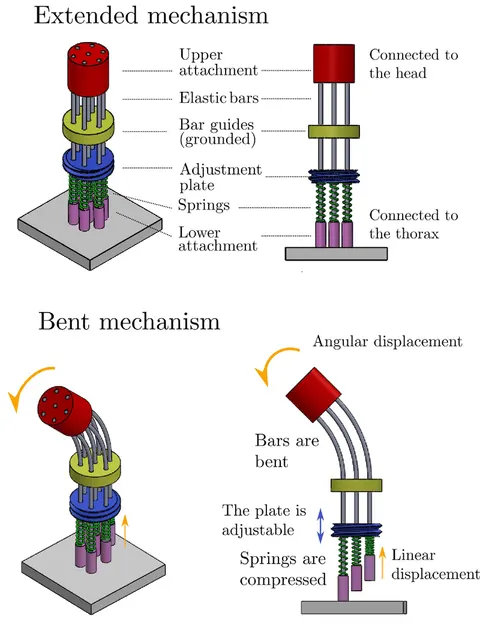 Extended mechanism
Upper
attachment
Connected to
the head
Elastic bars
Bar guides
(grounded)
Adjustment
plate
Springs
Lower
attachment
Connected to
the thorax
Bent mechanism
Angular displacement
Bars are
bent
The plate is
adjustable
Springs are
compressed
Linear
displacement